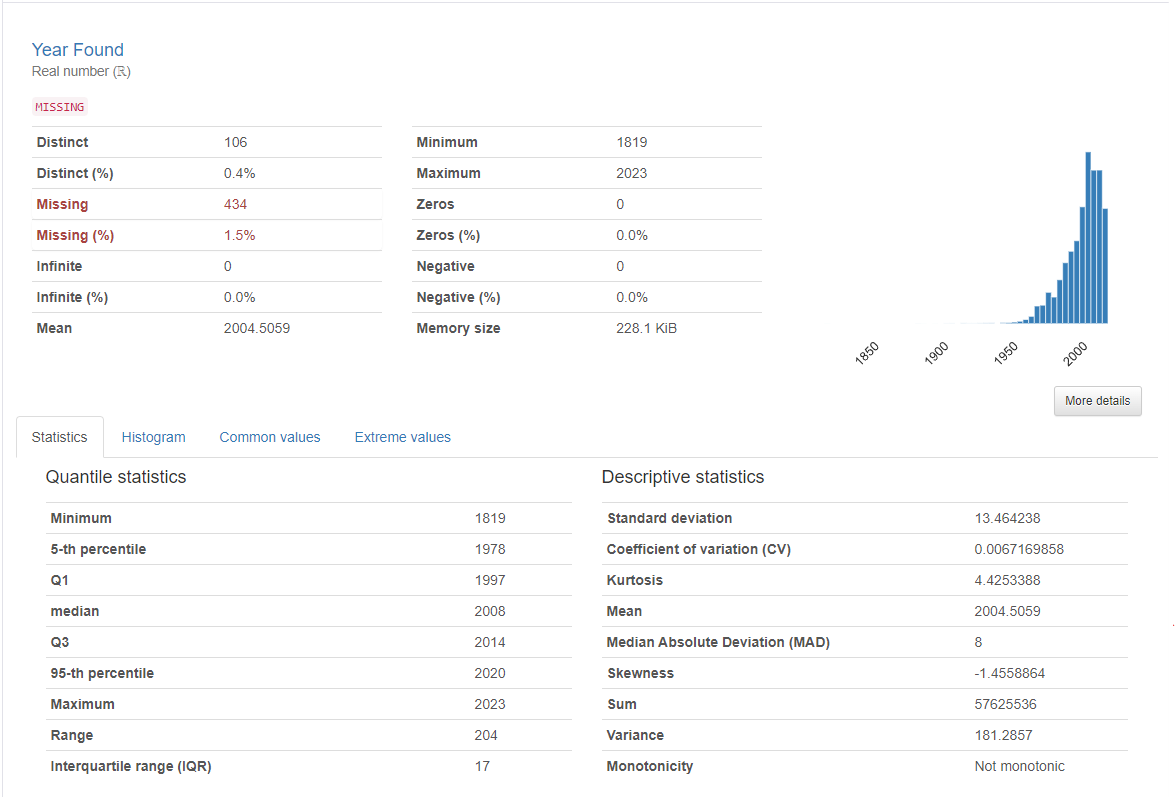 Year Found
Real number (ℝ)
MISSING
Distinct 106
Distinct (%) 0.4%
Missing 434
Missing (%) 1.5%
Infinite 0
Infinite (%) 0.0%
Mean 2004.5059
Minimum 1819
Maximum 2023
Zeros 0
Zeros (%) 0.0%
Negative 0
Negative (%) 0.0%
Memory size 228.1 KiB
1850 1900 1950 2000
More details
Statistics Histogram Common values Extreme values
Quantile statistics
Minimum 1819
5-th percentile 1978
Q1 1997
median 2008
Q3 2014
95-th percentile 2020
Maximum 2023
Range 204
Interquartile range (IQR) 17
Descriptive statistics
Standard deviation 13.464238
Coefficient of variation (CV) 0.0067169858
Kurtosis 4.4253388
Mean 2004.5059
Median Absolute Deviation (MAD) 8
Skewness -1.4558864
Sum 57625536
Variance 181.2857
Monotonicity Not monotonic